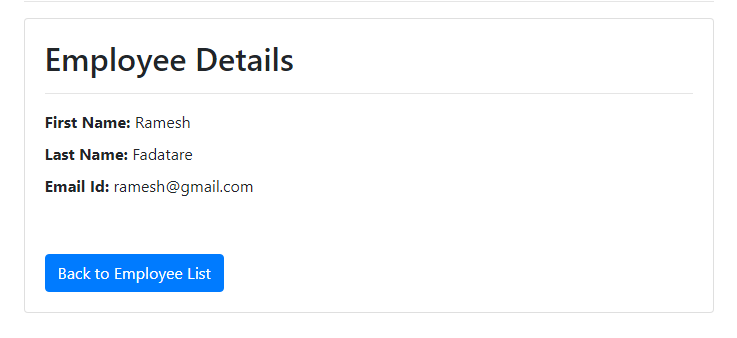 Employee Details
First Name: Ramesh
Last Name: Fadatare
Email Id: ramesh@gmail.com
Back to Employee List